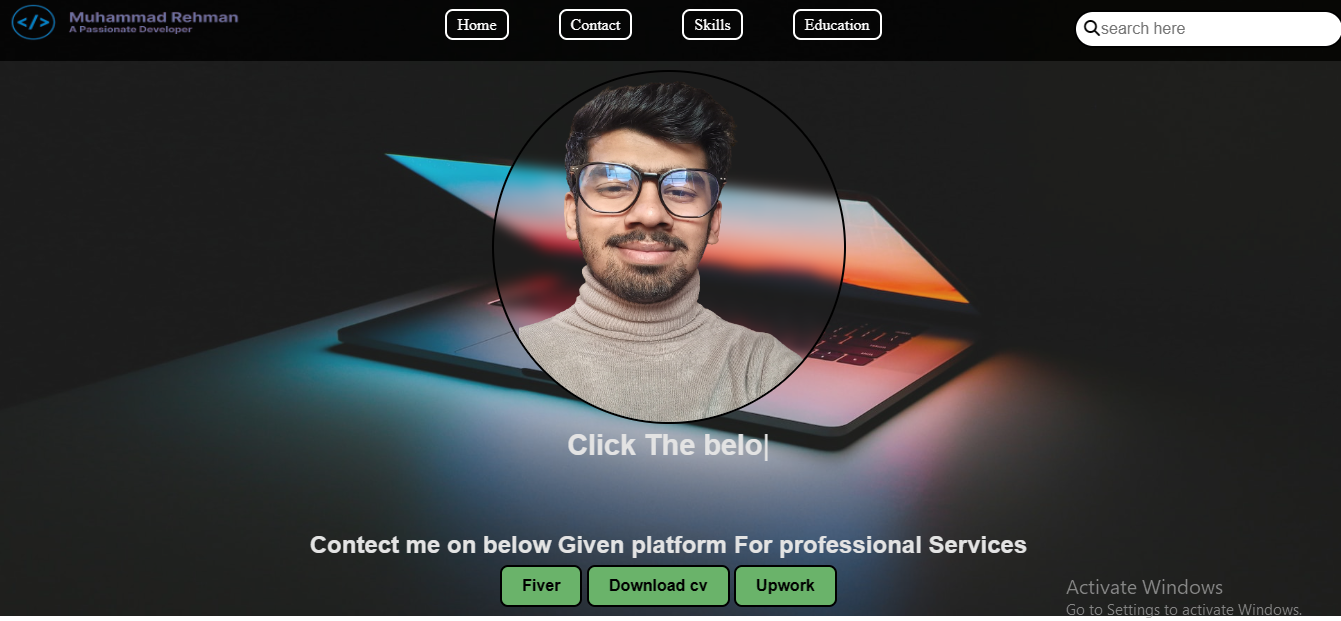 Muhammad Rehman
A Passionate Developer
Home
Contact
Skills
Education
search here
Click The belo|
Contect me on below Given platform For professional Services
Fiver
Download cv
Upwork
Activate Windows
Go to Settings to activate Windows.